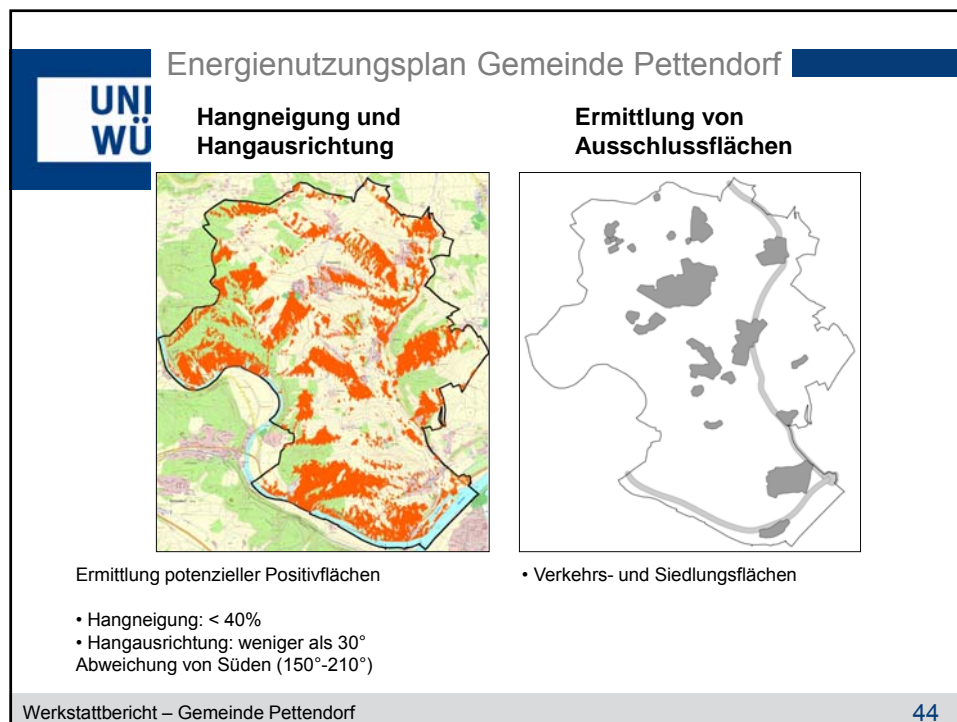 Energienutzungsplan Gemeinde Pettendorf
UNI
WÜ
Hangneigung und
Hangausrichtung
Ermittlung von
Ausschlussflächen
Ermittlung potenzieller Positivflächen
• Hangneigung: < 40%
• Hangausrichtung: weniger als 30°
Abweichung von Süden (150°-210°)
• Verkehrs- und Siedlungsflächen
Werkstattbericht – Gemeinde Pettendorf
44